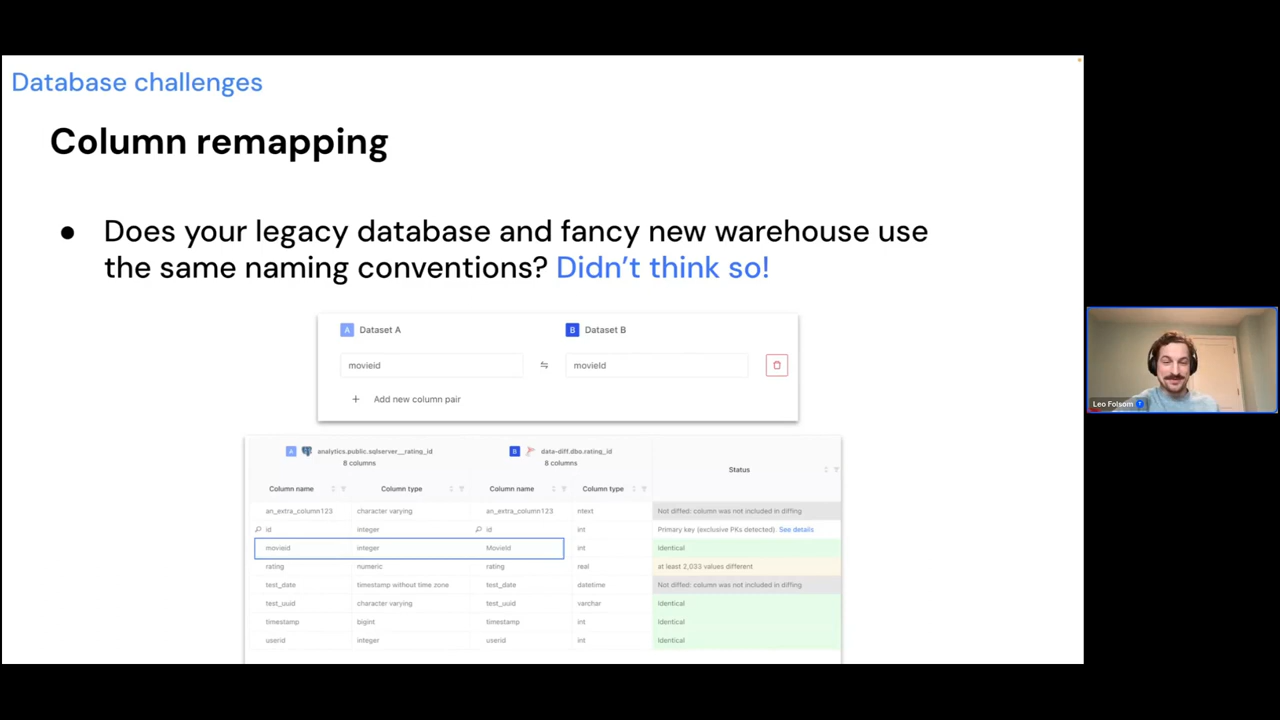 Database challenges
Column remapping
● Does your legacy database and fancy new warehouse use
the same naming conventions? Didn't think so!
A Dataset A B Dataset B
movieid movieId
+ Add new column pair
A analytics.public.sqlserver__rating_id B data-diff.dbo.rating_id
8 columns 8 columns
Status
Column name Column type Column name Column type
an_extra_column123 character varying an_extra_column123 ntext Not diffed: column was not included in diffing
id integer id int Primary key (exclusive PKs detected). See details
movieid integer MovieId int Identical
rating numeric rating real at least 2,033 values different
test_date timestamp without time zone test_date datetime Not diffed: column was not included in diffing
test_uuid character varying test_uuid varchar Identical
timestamp bigint timestamp int Identical
userid integer userid int Identical
Leo Folsom